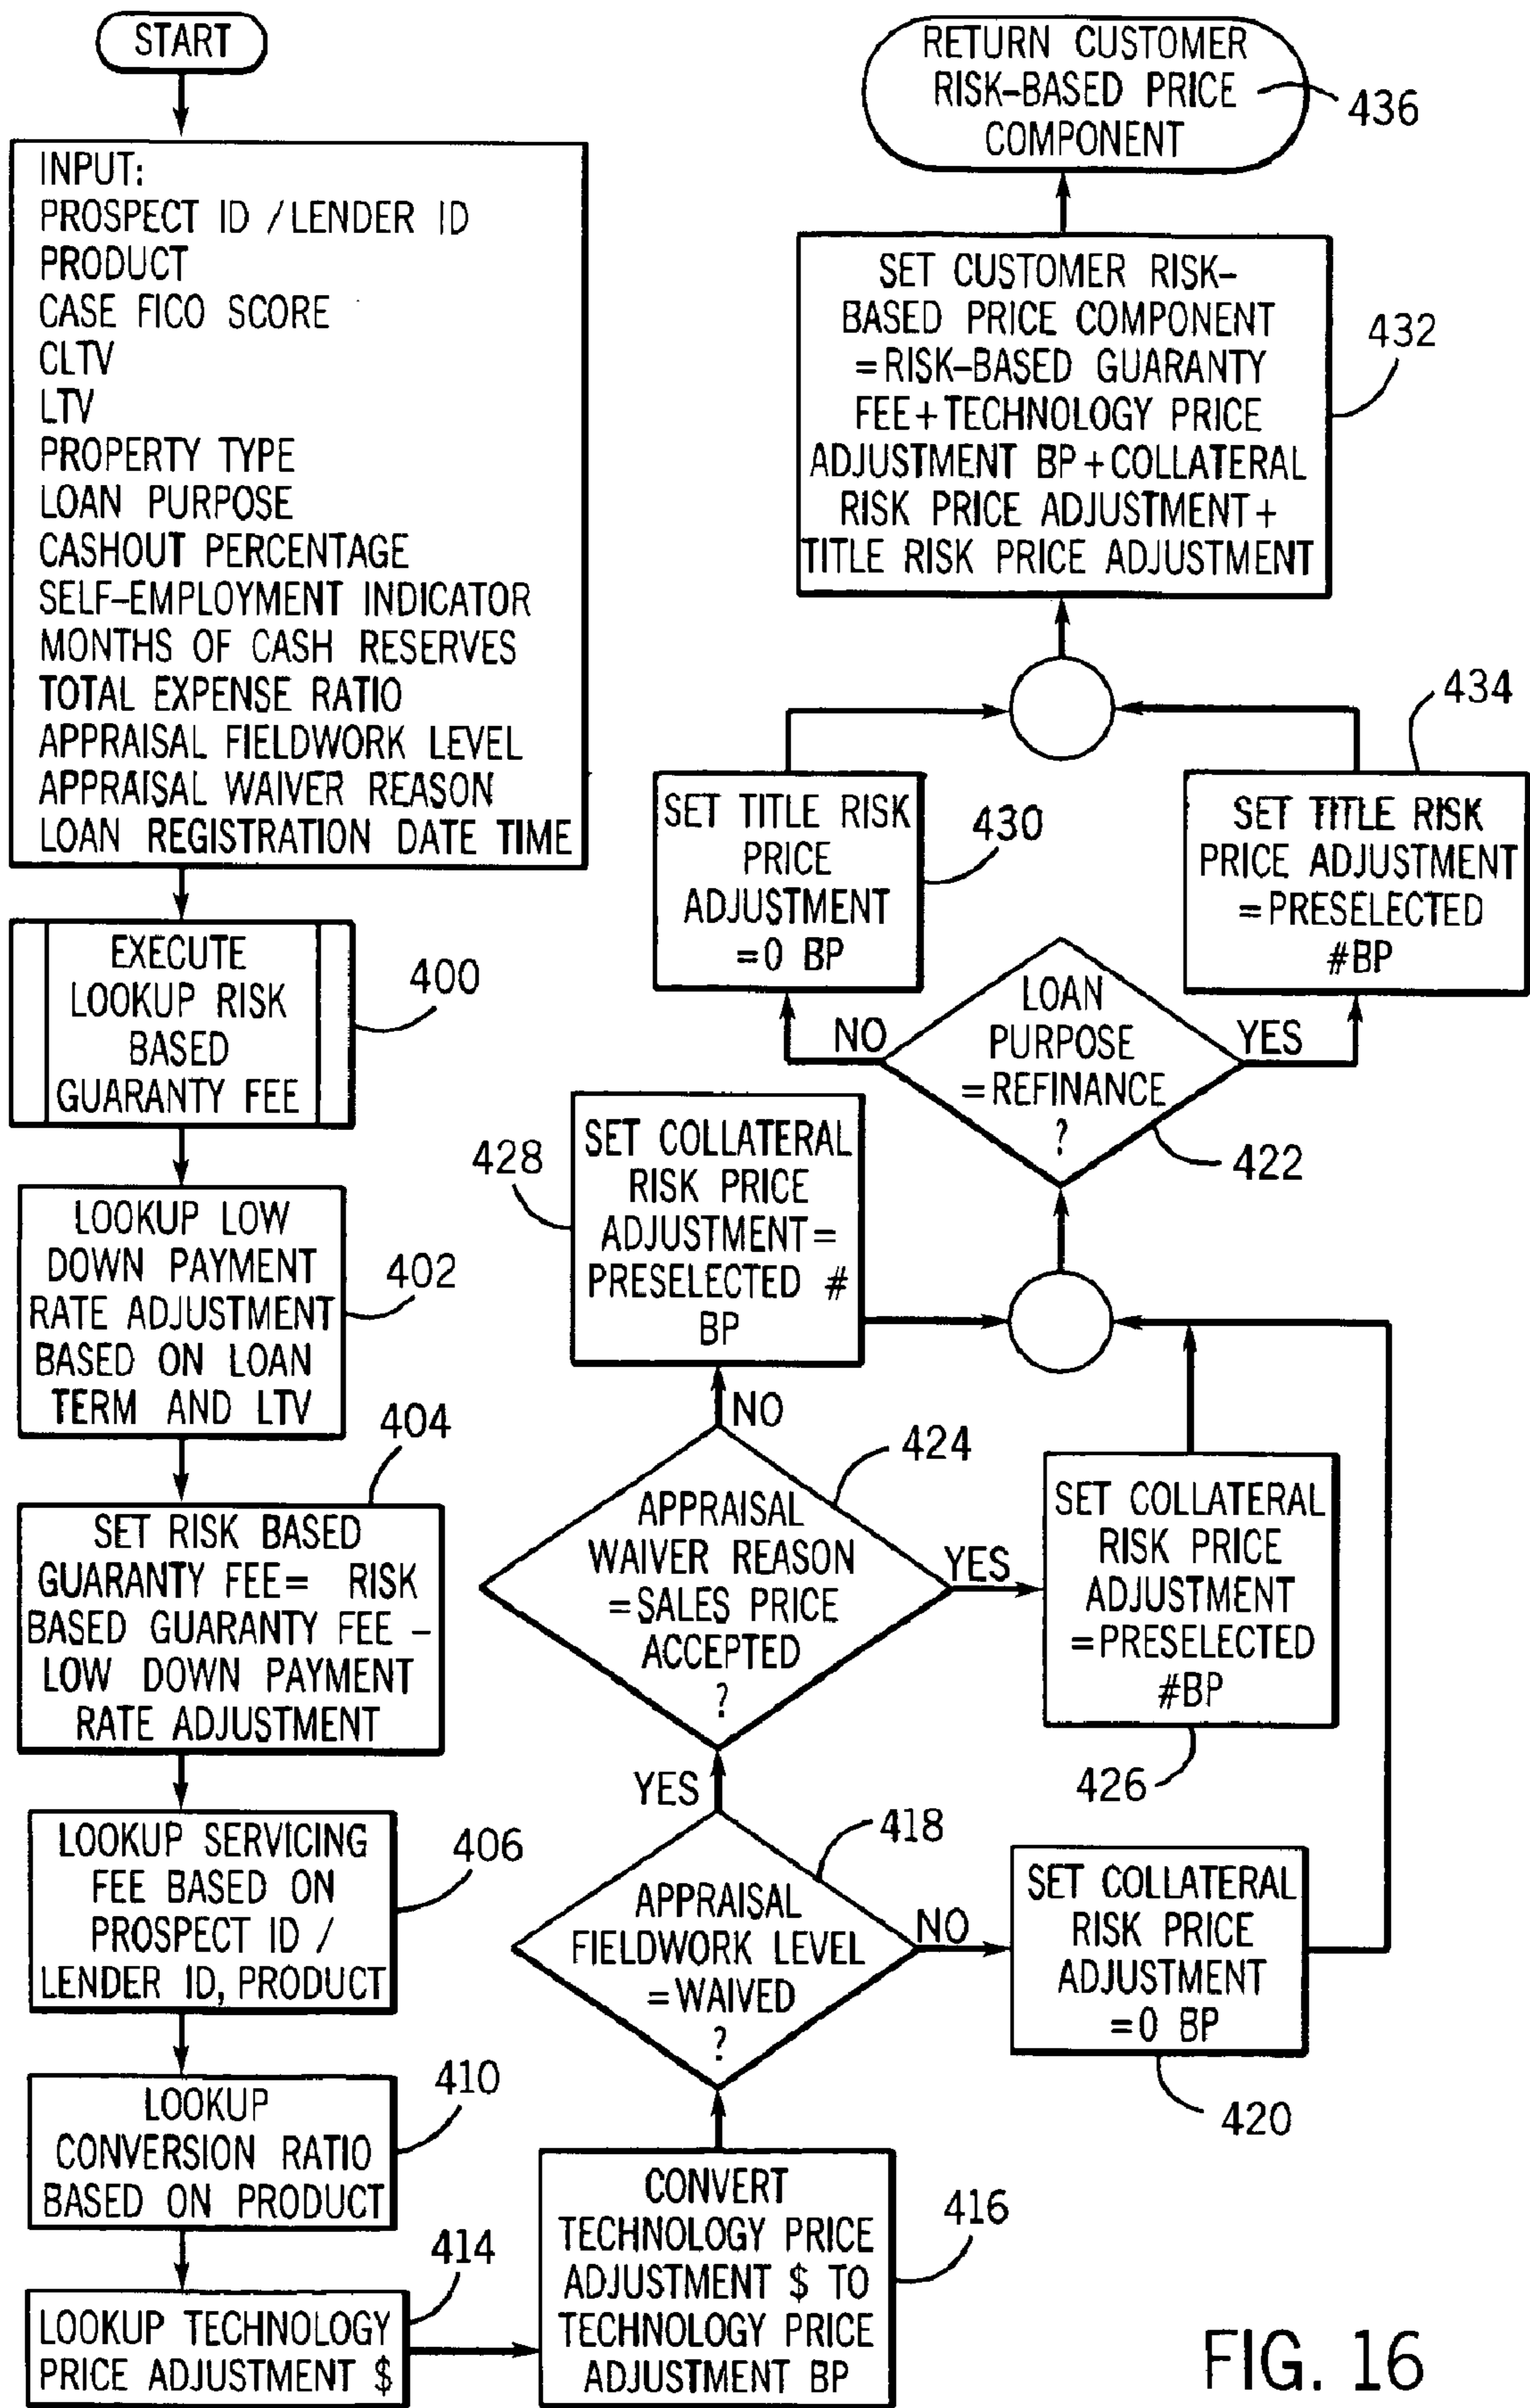 START
INPUT:
PROSPECT ID / LENDER ID
PRODUCT
CASE FICO SCORE
CLTV
LTV
PROPERTY TYPE
LOAN PURPOSE
CASHOUT PERCENTAGE
SELF-EMPLOYMENT INDICATOR
MONTHS OF CASH RESERVES
TOTAL EXPENSE RATIO
APPRAISAL FIELDWORK LEVEL
APPRAISAL WAIVER REASON
LOAN REGISTRATION DATE TIME
EXECUTE
LOOKUP RISK
BASED
GUARANTY FEE
400
LOOKUP LOW
DOWN PAYMENT
RATE ADJUSTMENT
BASED ON LOAN
TERM AND LTV
402
SET RISK BASED
GUARANTY FEE= RISK
BASED GUARANTY FEE -
LOW DOWN PAYMENT
RATE ADJUSTMENT
404
LOOKUP SERVICING
FEE BASED ON
PROSPECT ID /
LENDER ID, PRODUCT
406
LOOKUP
CONVERSION RATIO
BASED ON PRODUCT
410
LOOKUP TECHNOLOGY
PRICE ADJUSTMENT $
414
CONVERT
TECHNOLOGY PRICE
ADJUSTMENT $ TO
TECHNOLOGY PRICE
ADJUSTMENT BP
416
APPRAISAL
FIELDWORK LEVEL
=WAIVED
?
418
NO
SET COLLATERAL
RISK PRICE
ADJUSTMENT
=0 BP
420
YES
APPRAISAL
WAIVER REASON
=SALES PRICE
ACCEPTED
?
424
YES
SET COLLATERAL
RISK PRICE
ADJUSTMENT
=PRESELECTED
#BP
426
NO
SET COLLATERAL
RISK PRICE
ADJUSTMENT=
PRESELECTED #
BP
428
LOAN
PURPOSE
=REFINANCE
?
422
NO
SET TITLE RISK
PRICE
ADJUSTMENT
=0 BP
430
YES
SET TITLE RISK
PRICE ADJUSTMENT
=PRESELECTED
#BP
434
SET CUSTOMER RISK-
BASED PRICE COMPONENT
=RISK-BASED GUARANTY
FEE+TECHNOLOGY PRICE
ADJUSTMENT BP+COLLATERAL
RISK PRICE ADJUSTMENT+
TITLE RISK PRICE ADJUSTMENT
432
RETURN CUSTOMER
RISK-BASED PRICE
COMPONENT
436
FIG. 16